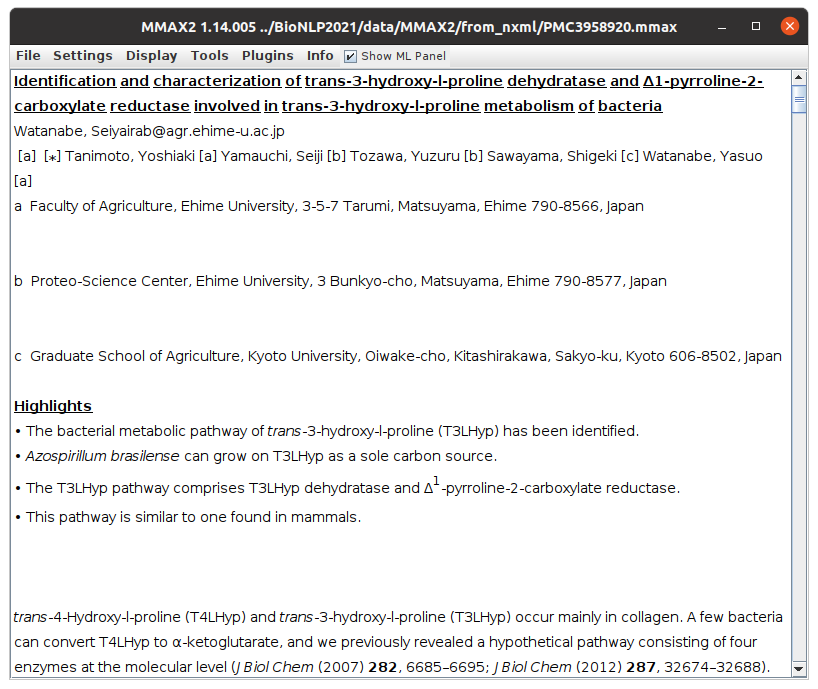 MMAX2 1.14.005 ../BioNLP2021/data/MMAX2/from_nxml/PMC3958920.mmax
File Settings Display Tools Plugins Info Show ML Panel
Identification and characterization of trans-3-hydroxy-l-proline dehydratase and Δ1-pyrroline-2-
carboxylate reductase involved in trans-3-hydroxy-l-proline metabolism of bacteria
Watanabe, Seiyairab@agr.ehime-u.ac.jp
[a] [⁎] Tanimoto, Yoshiaki [a] Yamauchi, Seiji [b] Tozawa, Yuzuru [b] Sawayama, Shigeki [c] Watanabe, Yasuo
[a]
a Faculty of Agriculture, Ehime University, 3-5-7 Tarumi, Matsuyama, Ehime 790-8566, Japan
b Proteo-Science Center, Ehime University, 3 Bunkyo-cho, Matsuyama, Ehime 790-8577, Japan
c Graduate School of Agriculture, Kyoto University, Oiwake-cho, Kitashirakawa, Sakyo-ku, Kyoto 606-8502, Japan
Highlights
• The bacterial metabolic pathway of trans-3-hydroxy-l-proline (T3LHyp) has been identified.
• Azospirillum brasilense can grow on T3LHyp as a sole carbon source.
• The T3LHyp pathway comprises T3LHyp dehydratase and Δ¹-pyrroline-2-carboxylate reductase.
• This pathway is similar to one found in mammals.
trans-4-Hydroxy-l-proline (T4LHyp) and trans-3-hydroxy-l-proline (T3LHyp) occur mainly in collagen. A few bacteria
can convert T4LHyp to α-ketoglutarate, and we previously revealed a hypothetical pathway consisting of four
enzymes at the molecular level (J Biol Chem (2007) 282, 6685–6695; J Biol Chem (2012) 287, 32674–32688).